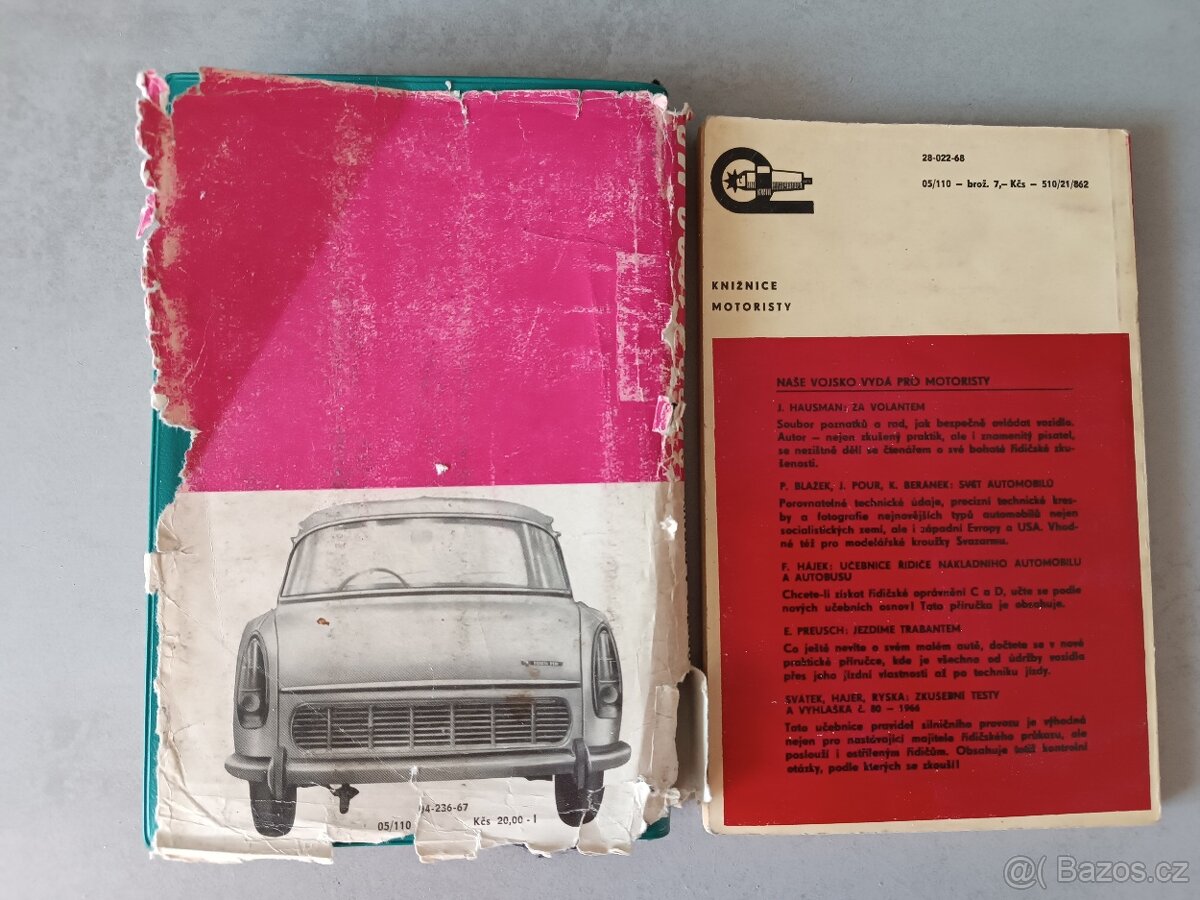 04-236-67
05/110 Kčs 20,00 - I
28-022-68
05/110 — brož. 7,— Kčs — 510/21/862
KNIŽNICE
MOTORISTY
NAŠE VOJSKO VYDÁ PRO MOTORISTY
J. HAUSMAN: ZA VOLANTEM
Soubor poznatků a rad, jak bezpečně ovládat vozidlo.
Autor — nejen zkušený praktik, ale i znamenitý pisatel,
se nezištně dělí se čtenářem o své bohaté řidičské zku-
šenosti.
P. BLAŽEK, J. POUR, K. BERANEK: SVĚT AUTOMOBILŮ
Porovnatelné technické údaje, precizní technické kres-
by a fotografie nejnovějších typů automobilů nejen
socialistických zemí, ale i západní Evropy a USA. Vhod-
né též pro modelářské kroužky Svazarmu.
F. HÁJEK: UČEBNICE ŘIDIČE NÁKLADNÍHO AUTOMOBILU
A AUTOBUSU
Chcete-li získat řidičské oprávnění C a D, učte se podle
nových učebních osnov! Tato příručka je obsahuje.
E. PREUSCH: JEZDÍME TRABANTEM
Co ještě nevíte o svém malém autě, dočtete se v nové
praktické příručce, kde je všechno od údržby vozidla
přes jeho jízdní vlastnosti až po techniku jízdy.
SVÁTEK, HAJER, RYSKA: ZKUŠEBNÍ TESTY
A VYHLÁŠKA č. 80 — 1966
Tato učebnice pravidel silničního provozu je výhodná
nejen pro nastávající majitele řidičského průkazu, ale
poslouží i ostříleným řidičům. Obsahuje totiž kontrolní
otázky, podle kterých se zkouší!
@( Bazos.cz